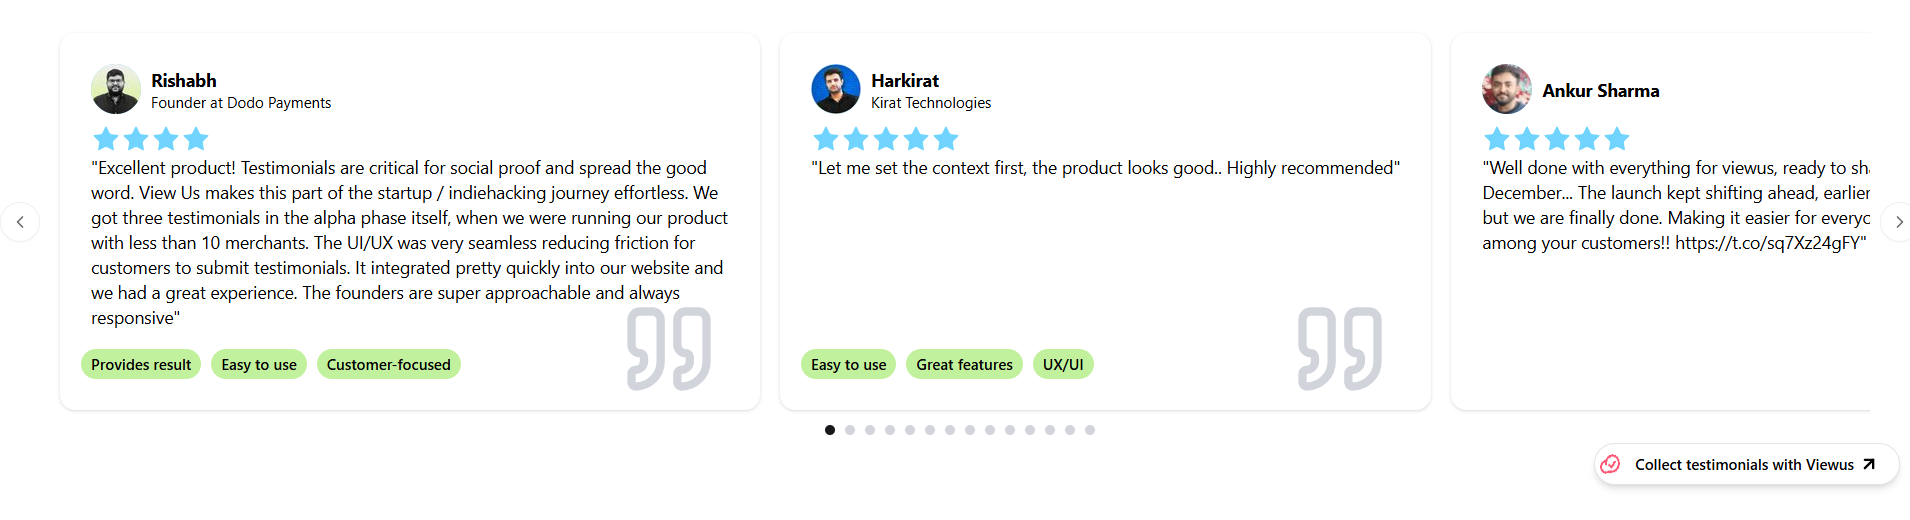 Rishabh
Founder at Dodo Payments
"Excellent product! Testimonials are critical for social proof and spread the good
word. View Us makes this part of the startup / indiehacking journey effortless. We
got three testimonials in the alpha phase itself, when we were running our product
with less than 10 merchants. The UI/UX was very seamless reducing friction for
customers to submit testimonials. It integrated pretty quickly into our website and
we had a great experience. The founders are super approachable and always
responsive"
Provides result
Easy to use
Customer-focused
Harkirat
Kirat Technologies
"Let me set the context first, the product looks good.. Highly recommended"
Easy to use
Great features
UX/UI
Ankur Sharma
"Well done with everything for viewus, ready to
December... The launch kept shifting ahead, earlier
but we are finally done. Making it easier for
among your customers!! https://t.co/sq7Xz24gFY"
Collect testimonials with Viewus